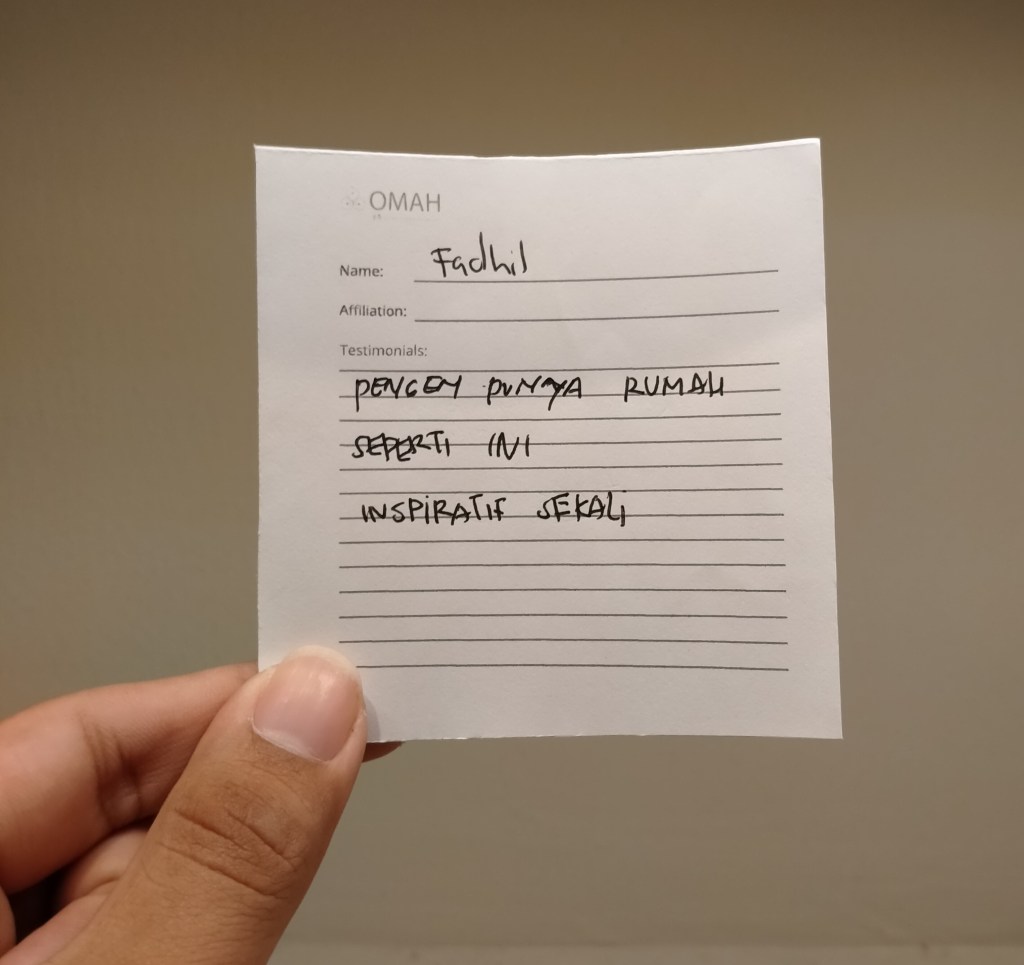 OMAH
Name: Fadhil
Affiliation:
Testimonials:
PENGEN PUNYA RUMAH
SEPERTI INI
INSPIRATIF SEKALI